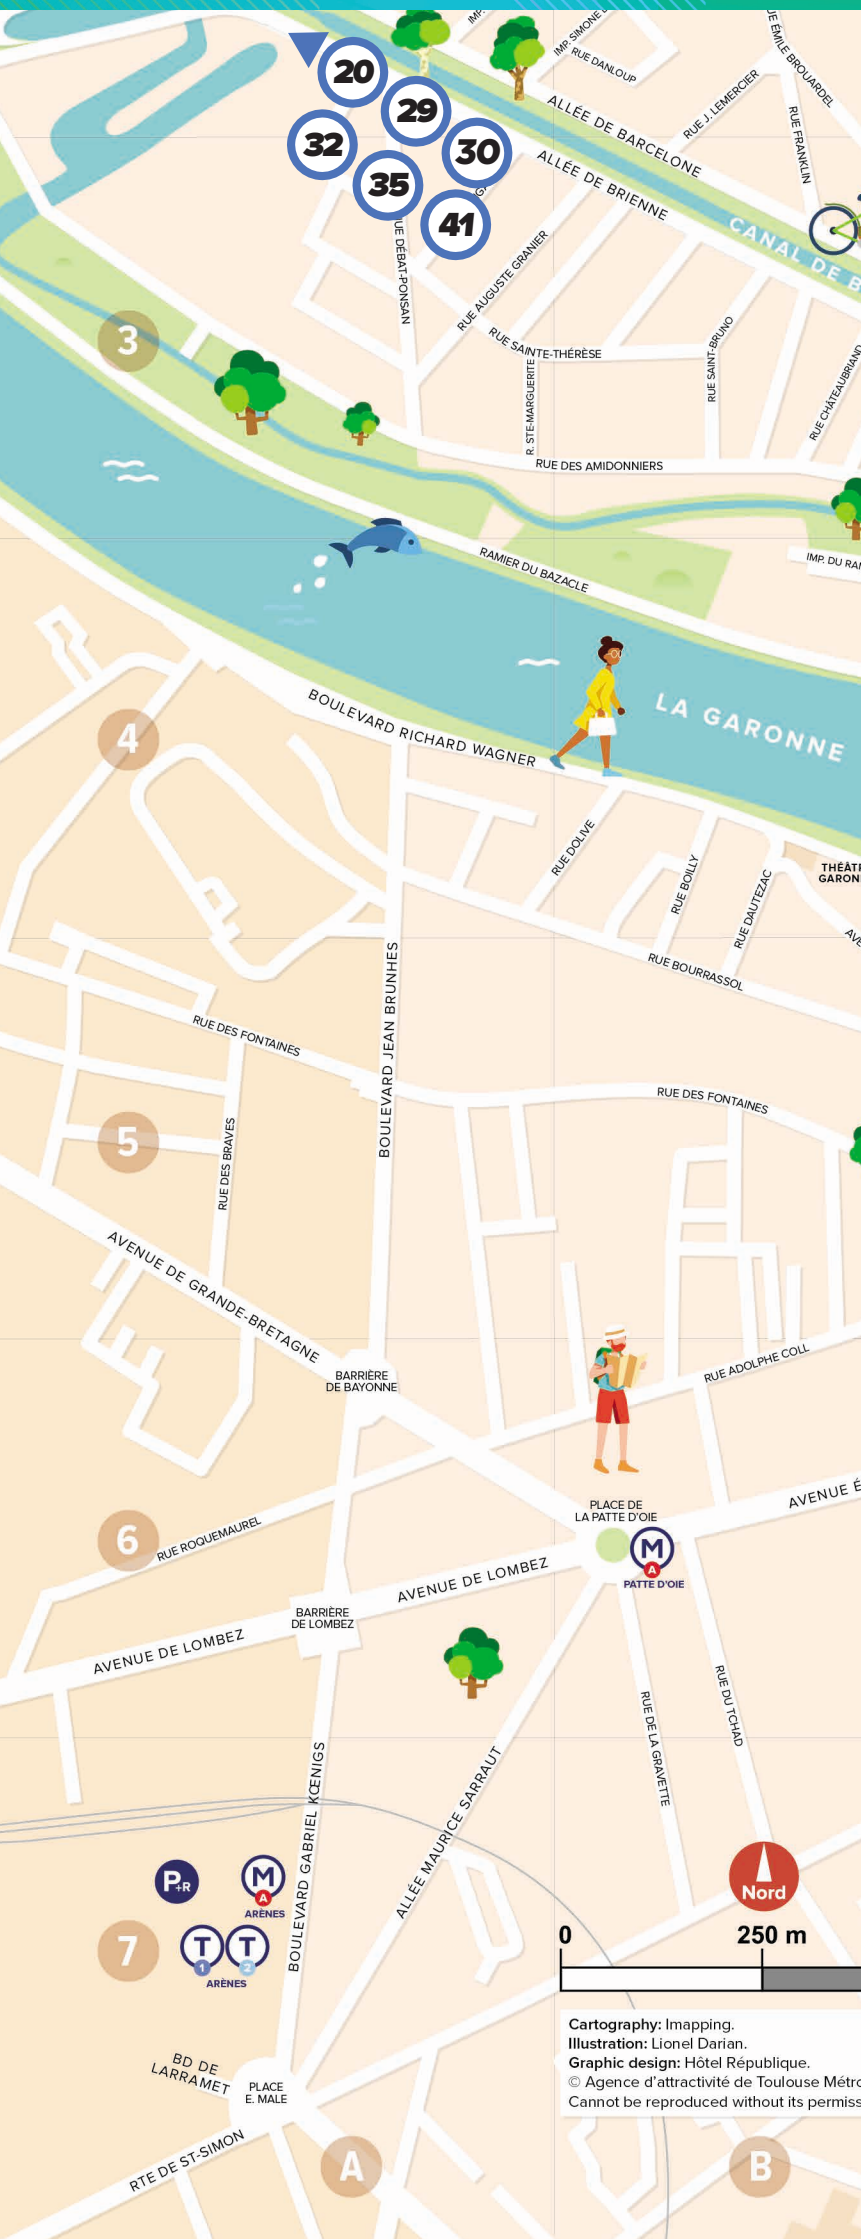 IMP.
IMP. SIMONE
RUE DANLOUP
UE ÉMILE BROUARDEL
RUE J. LEMERCIER
RUE FRANKLIN
20
29
32
30
35
41
ALLÉE DE BARCELONE
ALLÉE DE BRIENNE
CANAL DE B
UE DÉBAT-PONSAN
RUE AUGUSTE GRANIER
RUE SAINTE-THÉRÈSE
R. STE-MARGUERITE
RUE SAINT-BRUNO
RUE CHÂTEAUBRIAND
3
RUE DES AMIDONNIERS
RAMIER DU BAZACLE
IMP. DU RA
LA GARONNE
4
BOULEVARD RICHARD WAGNER
RUE DOLIVE
RUE BOILLY
RUE DAUTEZAC
THÉÂT
GARON
AVE
RUE BOURRASSOL
BOULEVARD JEAN BRUNHES
RUE DES FONTAINES
RUE DES FONTAINES
5
RUE DES BRAVES
AVENUE DE GRANDE-BRETAGNE
BARRIÈRE
DE BAYONNE
RUE ADOLPHE COLL
6
RUE ROQUEMAUREL
PLACE DE
LA PATTE D'OIE
M
A
PATTE D'OIE
AVENUE É
AVENUE DE LOMBEZ
BARRIÈRE
DE LOMBEZ
AVENUE DE LOMBEZ
RUE DE LA GRAVETTE
RUE DU TCHAD
BOULEVARD GABRIEL KŒNIGS
ALLÉE MAURICE SARRAUT
P+R
M
A
ARÈNES
7
T T
1 2
ARÈNES
Nord
0 250 m
Cartography: Imapping.
Illustration: Lionel Darian.
Graphic design: Hôtel République.
© Agence d'attractivité de Toulouse Métro
Cannot be reproduced without its permiss
BD DE
LARRAMET
PLACE
E. MALE
RTE DE ST-SIMON
A
B